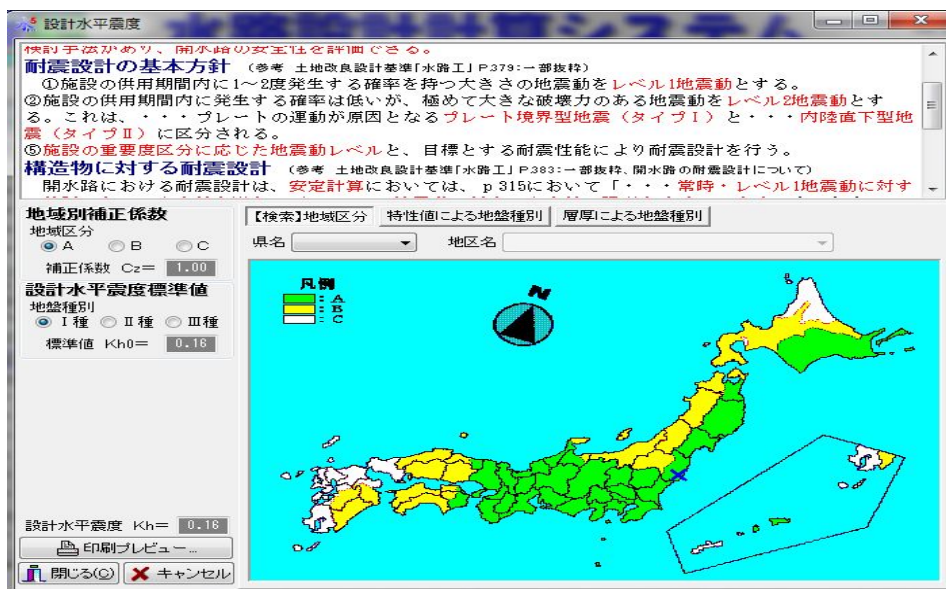 設計水平震度
水路設計計算システム
検討手法があり、開水路の安全性を評価できる。
耐震設計の基本方針 (参考 土地改良設計基準「水路工」P379:一部抜粋)
①施設の供用期間内に1~2度発生する確率を持つ大きさの地震動をレベル1地震動とする。
②施設の供用期間内に発生する確率は低いが、極めて大きな破壊力のある地震動をレベル2地震動とす
る。これは、・・・プレートの運動が原因となるプレート境界型地震(タイプⅠ)と・・・内陸直下型地
震(タイプⅡ)に区分される。
⑤施設の重要度区分に応じた地震動レベルと、目標とする耐震性能により耐震設計を行う。
構造物に対する耐震設計 (参考 土地改良設計基準「水路工」P383:一部抜粋、開水路の耐震設計について)
開水路における耐震設計は、安定計算においては、p315において「・・・常時・レベル1地震動に対す
地域別補正係数
地域区分
A B C
補正係数 Cz= 1.00
設計水平震度標準値
地盤種別
Ⅰ種 Ⅱ種 Ⅲ種
標準値 Kh0= 0.16
設計水平震度 Kh= 0.16
印刷プレビュー...
閉じる(C) キャンセル
【検索】地域区分 特性値による地盤種別 層厚による地盤種別
県名 地区名
凡例
: A
: B
: C
N